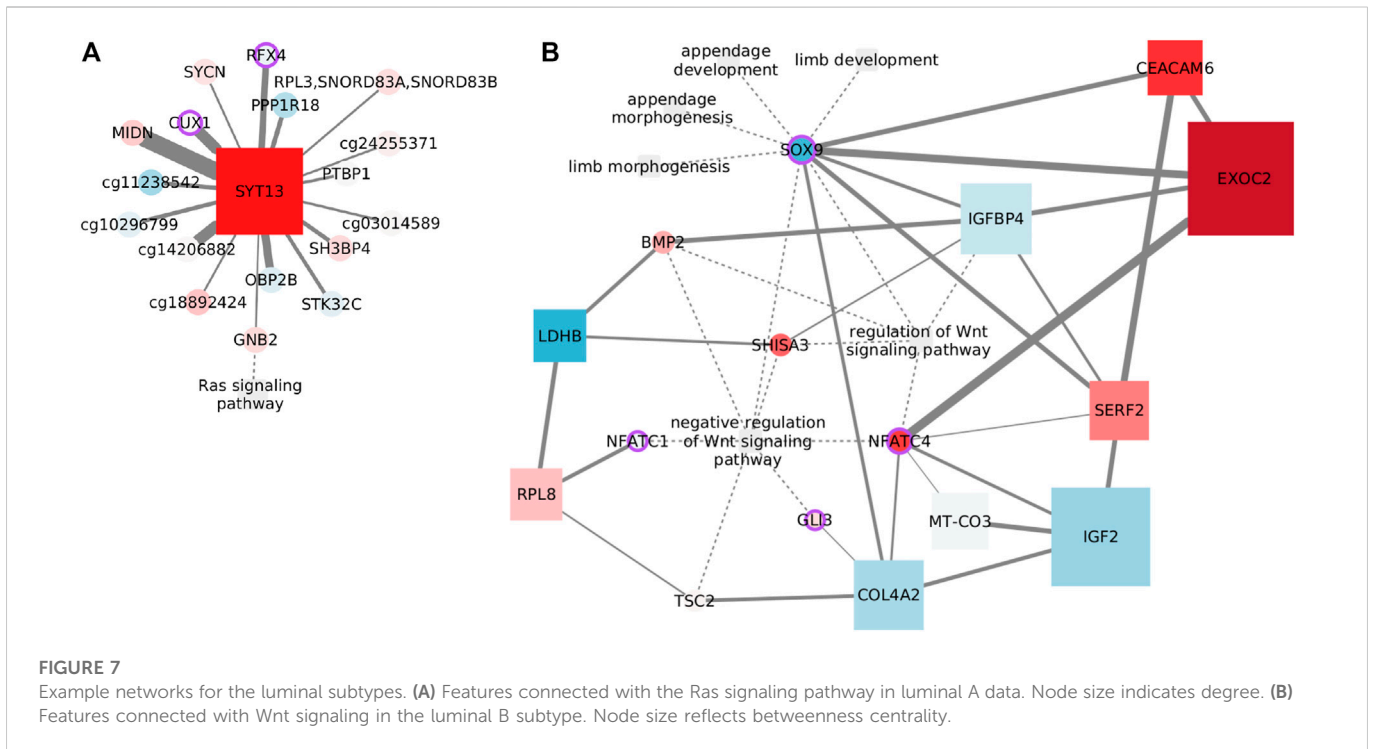 A
RFX4
SYCN
RPL3,SNORD83A,SNORD83B
PPP1R18
CUX1
MIDN
cg24255371
PTBP1
cg11238542
SYT13
cg10296799
cg03014589
cg14206882
SH3BP4
OBP2B
cg18892424
STK32C
GNB2
Ras signaling
pathway
B
appendage
development
limb development
CEACAM6
appendage
morphogenesis
SOX9
limb morphogenesis
EXOC2
IGFBP4
BMP2
LDHB
SHISA3
regulation of Wnt
signaling pathway
SERF2
negative regulation
of Wnt signaling
pathway
NFATC1
NFATC4
RPL8
GLI3
MT-CO3
IGF2
TSC2
COL4A2
FIGURE 7
Example networks for the luminal subtypes. (A) Features connected with the Ras signaling pathway in luminal A data. Node size indicates degree. (B)
Features connected with Wnt signaling in the luminal B subtype. Node size reflects betweenness centrality.